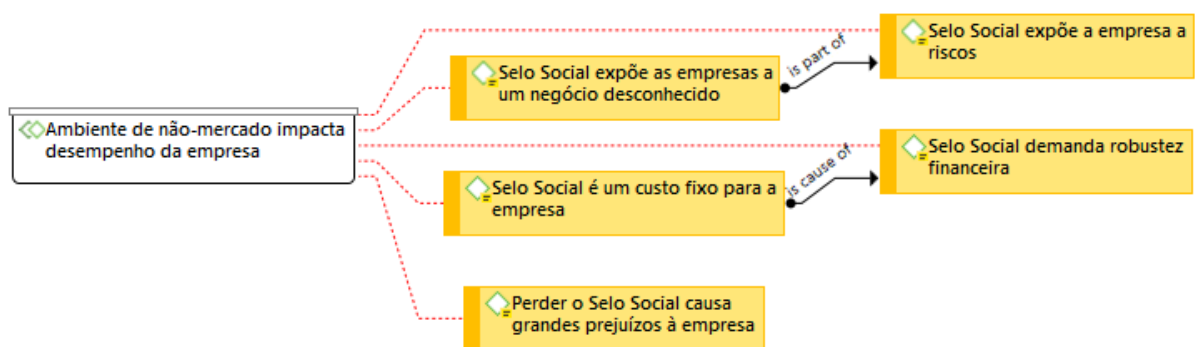 Selo Social expõe a empresa a
riscos
is part of
Selo Social expõe as empresas a
um negócio desconhecido
Ambiente de não-mercado impacta
desempenho da empresa
Selo Social demanda robustez
financeira
is cause of
Selo Social é um custo fixo para a
empresa
Perder o Selo Social causa
grandes prejuízos à empresa